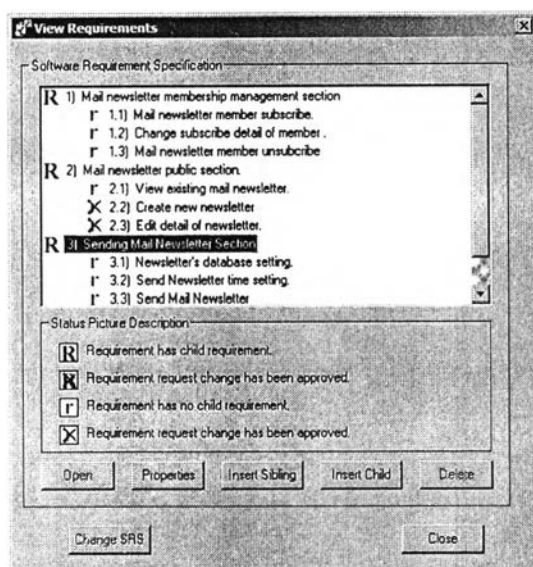 View Requirements
Software Requirement Specification
R 1) Mail newsletter membership management section
r 1.1) Mail newsletter member subscribe.
r 1.2) Change subscribe detail of member .
r 1.3) Mail newsletter member unsubcribe
R 2) Mail newsletter public section.
r 2.1) View existing mail newsletter.
X 2.2) Create new newsletter
X 2.3) Edit detail of newsletter.
R 3) Sending Mail Newsletter Section
r 3.1) Newsletter's database setting.
r 3.2) Send Newsletter time setting.
r 3.3) Send Mail Newsletter
Status Picture Description
R Requirement has child requirement.
R Requirement request change has been approved.
r Requirement has no child requirement.
X Requirement request change has been approved.
Open Properties Insert Sibling Insert Child Delete
Change SRS Close